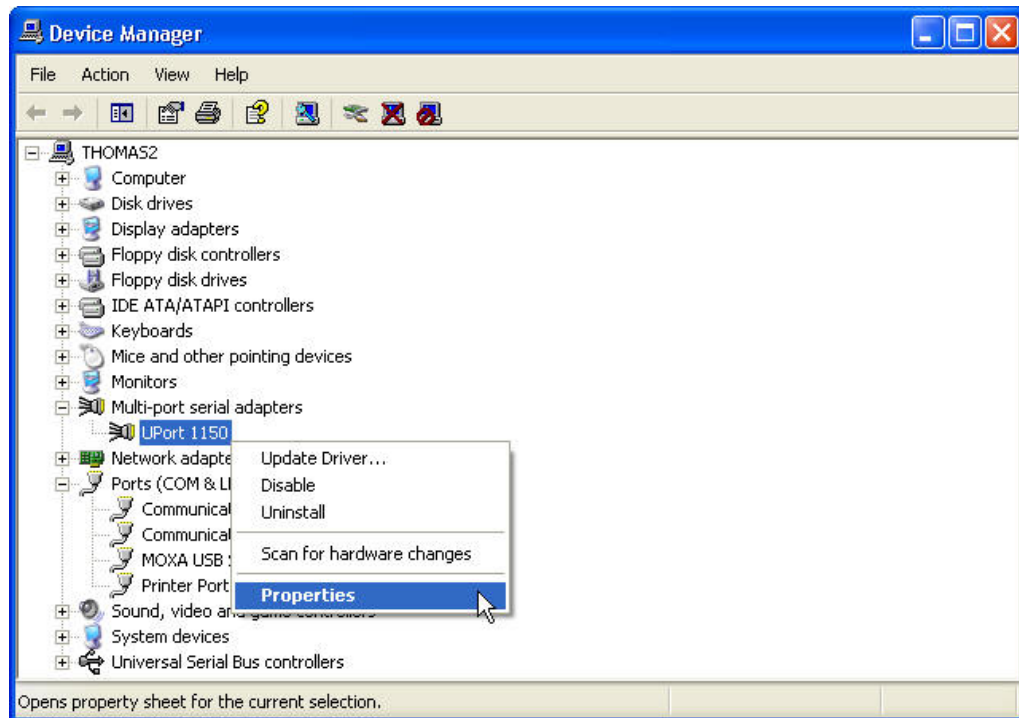 Device Manager
File Action View Help
THOMAS2
Computer
Disk drives
Display adapters
Floppy disk controllers
Floppy disk drives
IDE ATA/ATAPI controllers
Keyboards
Mice and other pointing devices
Monitors
Multi-port serial adapters
UPort 1150
Network adapte
Update Driver...
Ports (COM & LI
Disable
Communicat
Uninstall
Communicat
MOXA USB
Scan for hardware changes
Printer Port
Properties
Sound, video and game controllers
System devices
Universal Serial Bus controllers
Opens property sheet for the current selection.